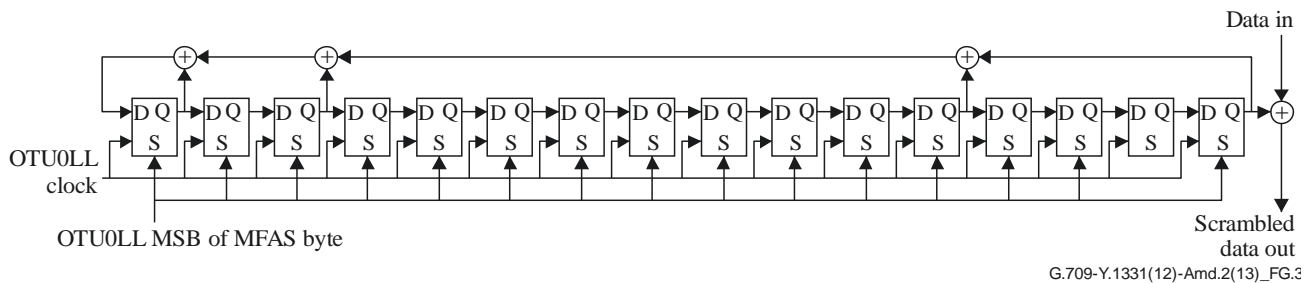 Data in
D Q D Q D Q D Q D Q D Q D Q D Q D Q D Q D Q D Q D Q D Q D Q D Q
S S S S S S S S S S S S S S S S
OTU0LL
clock
OTU0LL MSB of MFAS byte
Scrambled
data out
G.709-Y.1331(12)-Amd.2(13)_FG.3